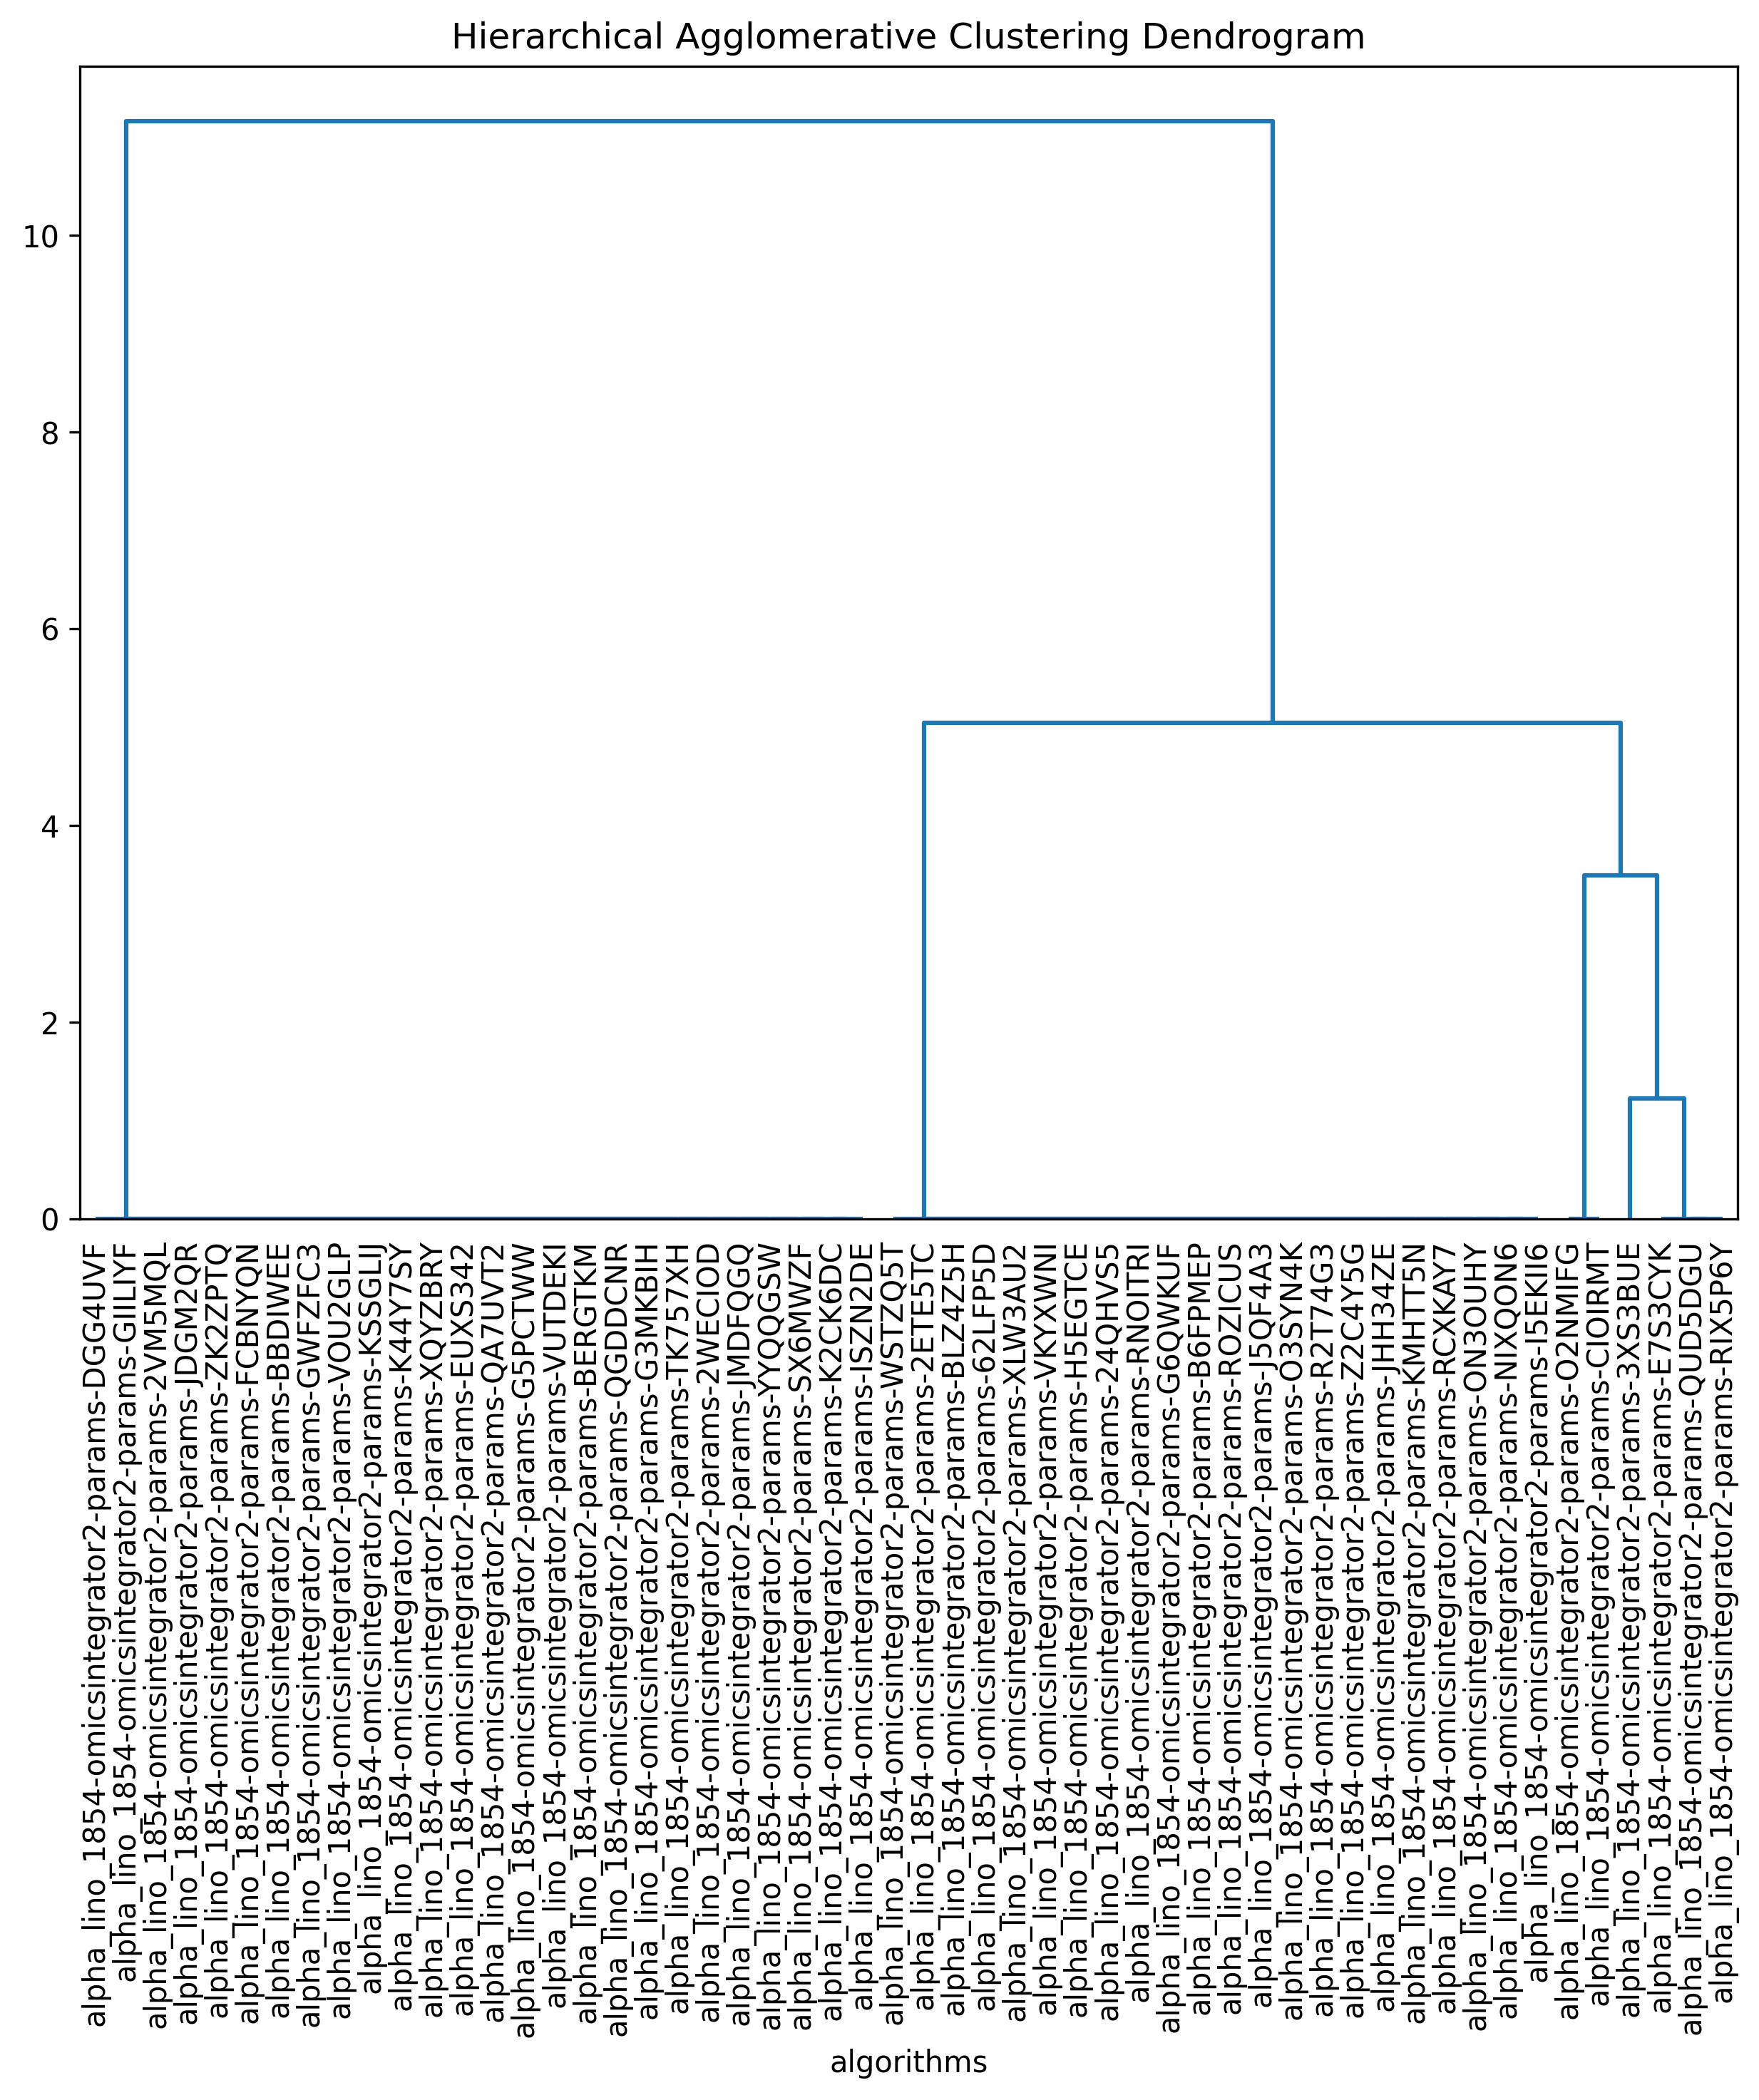 Hierarchical Agglomerative Clustering Dendrogram
10
8
6
4
2
0
alpha_lino_1854-omicsintegrator2-params-DGG4UVF
alpha_lino_1854-omicsintegrator2-params-GIILIYF
alpha_lino_1854-omicsintegrator2-params-2VM5MQL
alpha_lino_1854-omicsintegrator2-params-JDGM2QR
alpha_lino_1854-omicsintegrator2-params-ZK2ZPTQ
alpha_lino_1854-omicsintegrator2-params-FCBNYQN
alpha_lino_1854-omicsintegrator2-params-BBDIWEE
alpha_lino_1854-omicsintegrator2-params-GWFZFC3
alpha_lino_1854-omicsintegrator2-params-VOU2GLP
alpha_lino_1854-omicsintegrator2-params-KSSGLIJ
alpha_lino_1854-omicsintegrator2-params-K44Y7SY
alpha_lino_1854-omicsintegrator2-params-XQYZBRY
alpha_lino_1854-omicsintegrator2-params-EUXS342
alpha_lino_1854-omicsintegrator2-params-QA7UVT2
alpha_lino_1854-omicsintegrator2-params-G5PCTWW
alpha_lino_1854-omicsintegrator2-params-VUTDEKI
alpha_lino_1854-omicsintegrator2-params-BERGTKM
alpha_lino_1854-omicsintegrator2-params-QGDDCNR
alpha_lino_1854-omicsintegrator2-params-G3MKBIH
alpha_lino_1854-omicsintegrator2-params-TK757XH
alpha_lino_1854-omicsintegrator2-params-2WECIOD
alpha_lino_1854-omicsintegrator2-params-JMDFQGQ
alpha_lino_1854-omicsintegrator2-params-YYQQGSW
alpha_lino_1854-omicsintegrator2-params-SX6MWZF
alpha_lino_1854-omicsintegrator2-params-K2CK6DC
alpha_lino_1854-omicsintegrator2-params-ISZN2DE
alpha_lino_1854-omicsintegrator2-params-WSTZQ5T
alpha_lino_1854-omicsintegrator2-params-2ETE5TC
alpha_lino_1854-omicsintegrator2-params-BLZ4Z5H
alpha_lino_1854-omicsintegrator2-params-62LFP5D
alpha_lino_1854-omicsintegrator2-params-XLW3AU2
alpha_lino_1854-omicsintegrator2-params-VKYXWNI
alpha_lino_1854-omicsintegrator2-params-H5EGTCE
alpha_lino_1854-omicsintegrator2-params-24QHVS5
alpha_lino_1854-omicsintegrator2-params-RNOITRI
alpha_lino_1854-omicsintegrator2-params-G6QWKUF
alpha_lino_1854-omicsintegrator2-params-B6FPMEP
alpha_lino_1854-omicsintegrator2-params-ROZICUS
alpha_lino_1854-omicsintegrator2-params-J5QF4A3
alpha_lino_1854-omicsintegrator2-params-O3SYN4K
alpha_lino_1854-omicsintegrator2-params-R2T74G3
alpha_lino_1854-omicsintegrator2-params-Z2C4Y5G
alpha_lino_1854-omicsintegrator2-params-JHH34ZE
alpha_lino_1854-omicsintegrator2-params-KMHTT5N
alpha_lino_1854-omicsintegrator2-params-RCXKAY7
alpha_lino_1854-omicsintegrator2-params-ON3OUHY
alpha_lino_1854-omicsintegrator2-params-NIXQON6
alpha_lino_1854-omicsintegrator2-params-I5EKII6
alpha_lino_1854-omicsintegrator2-params-O2NMIFG
alpha_lino_1854-omicsintegrator2-params-CIOIRMT
alpha_lino_1854-omicsintegrator2-params-3XS3BUE
alpha_lino_1854-omicsintegrator2-params-E7S3CYK
alpha_lino_1854-omicsintegrator2-params-QUD5DGU
alpha_lino_1854-omicsintegrator2-params-RIX5P6Y
algorithms